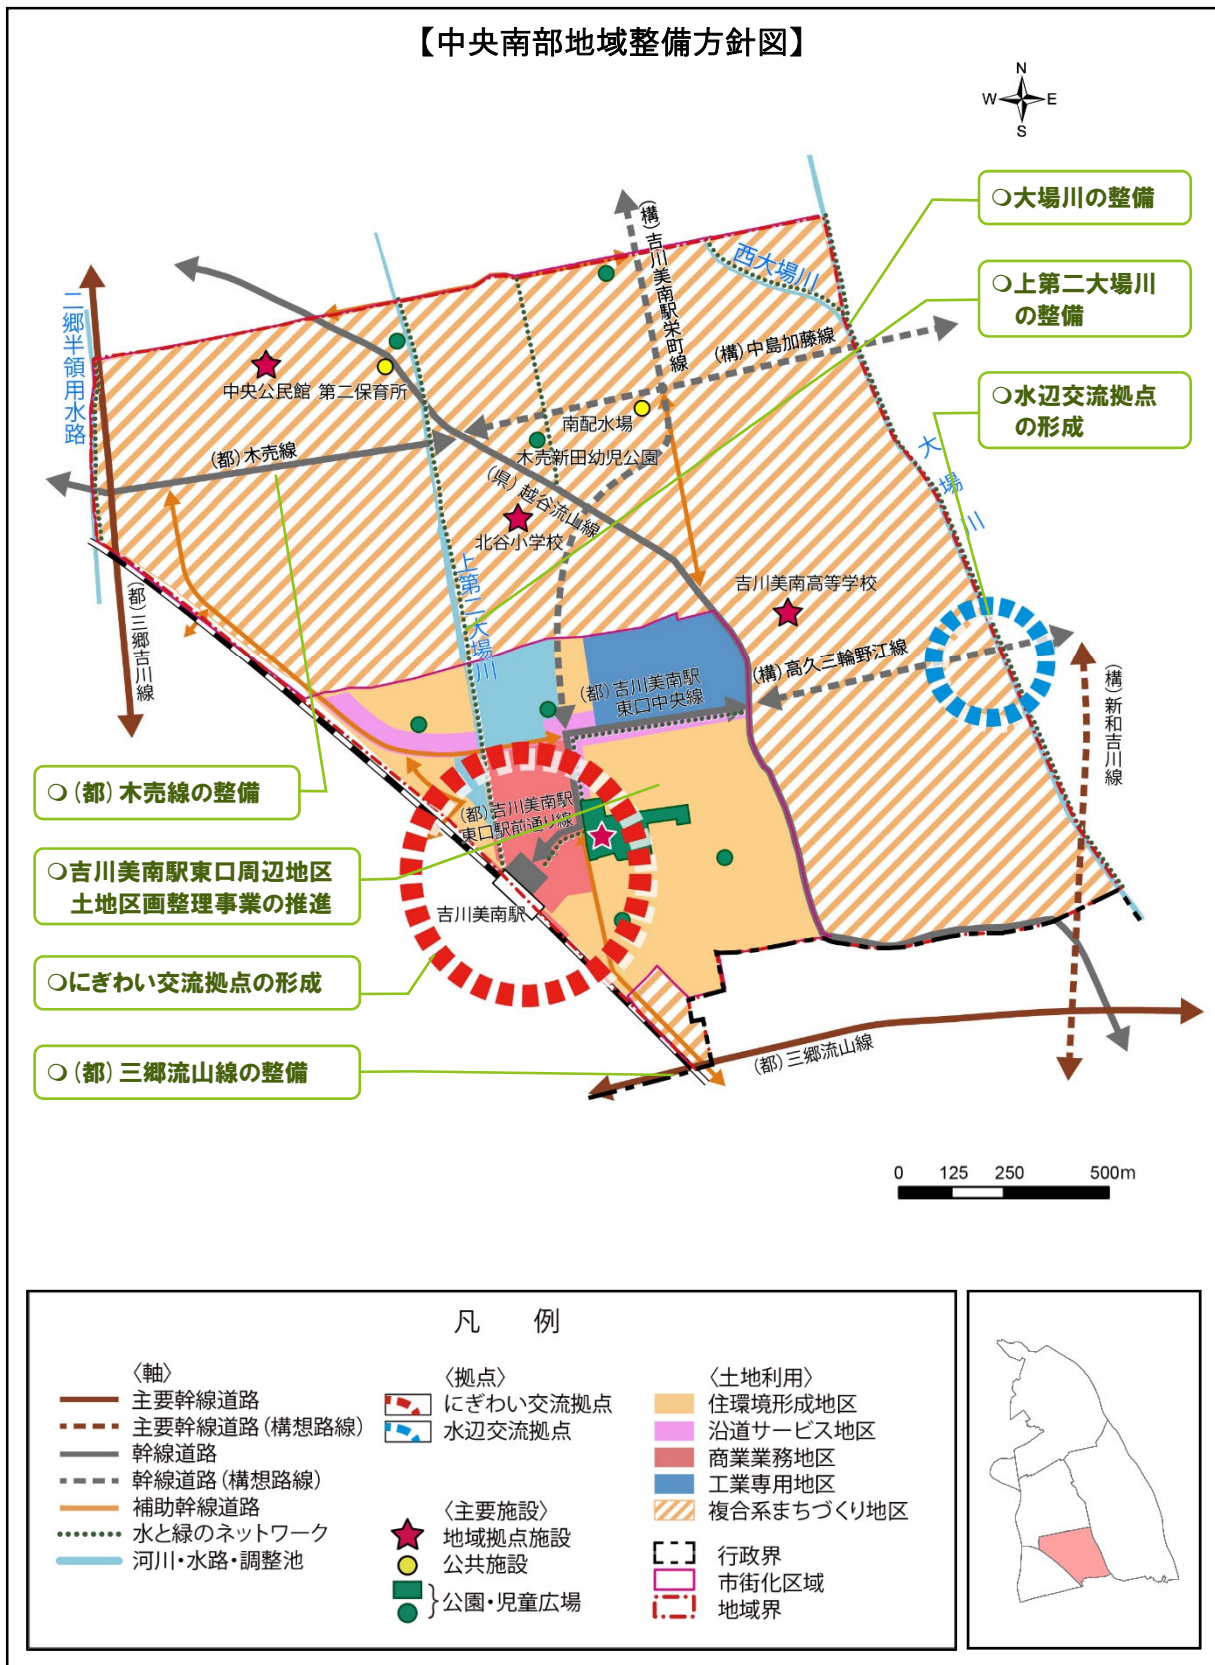 【中央南部地域整備方針図】
N
W E
S
○大場川の整備
○上第二大場川
の整備
○水辺交流拠点
の形成
西大場川
(構)吉川美南駅栄町線
(構)中島加藤線
二郷半領用水路
中央公民館
第二保育所
南配水場
木売新田幼児公園
(都)木売線
(県)越谷流山線
北谷小学校
大場川
上第二大場川
吉川美南高等学校
(都)三郷吉川線
(構)高久三輪野江線
(都)吉川美南駅
東口中央線
(構)新和吉川線
○(都)木売線の整備
(都)吉川美南駅
東口駅前通り線
○吉川美南駅東口周辺地区
土地区画整理事業の推進
吉川美南駅
○にぎわい交流拠点の形成
○(都)三郷流山線の整備
(都)三郷流山線
0 125 250 500m
凡 例
〈軸〉
主要幹線道路
主要幹線道路(構想路線)
幹線道路
幹線道路(構想路線)
補助幹線道路
水と緑のネットワーク
河川・水路・調整池
〈拠点〉
にぎわい交流拠点
水辺交流拠点
〈主要施設〉
地域拠点施設
公共施設
}公園・児童広場
〈土地利用〉
住環境形成地区
沿道サービス地区
商業業務地区
工業専用地区
複合系まちづくり地区
行政界
市街化区域
地域界